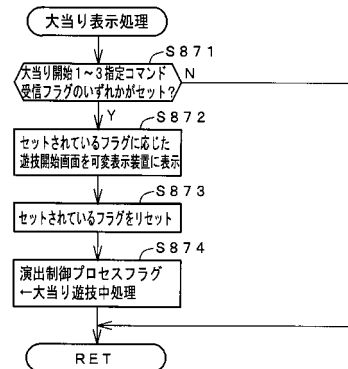 大当り表示処理
S871
大当り開始1～3指定コマンド
受信フラグのいずれかがセット？
N
Y
S872
セットされているフラグに応じた
遊技開始画面を可変表示装置に表示
S873
セットされているフラグをリセット
S874
演出制御プロセスフラグ
←大当り遊技中処理
RET